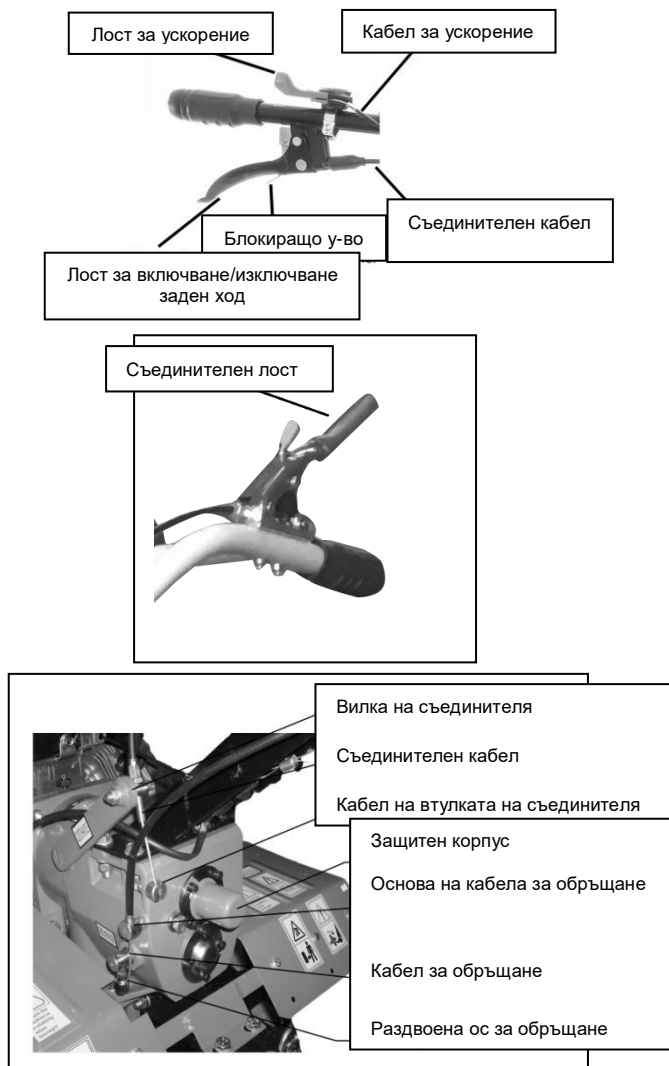 Лост за ускорение
Кабел за ускорение
Съединителен кабел
Блокиращо у-во
Лост за включване/изключване
заден ход
Съединителен лост
Вилка на съединителя
Съединителен кабел
Кабел на втулката на съединителя
Защитен корпус
Основа на кабела за обръщане
Кабел за обръщане
Раздвоена ос за обръщане